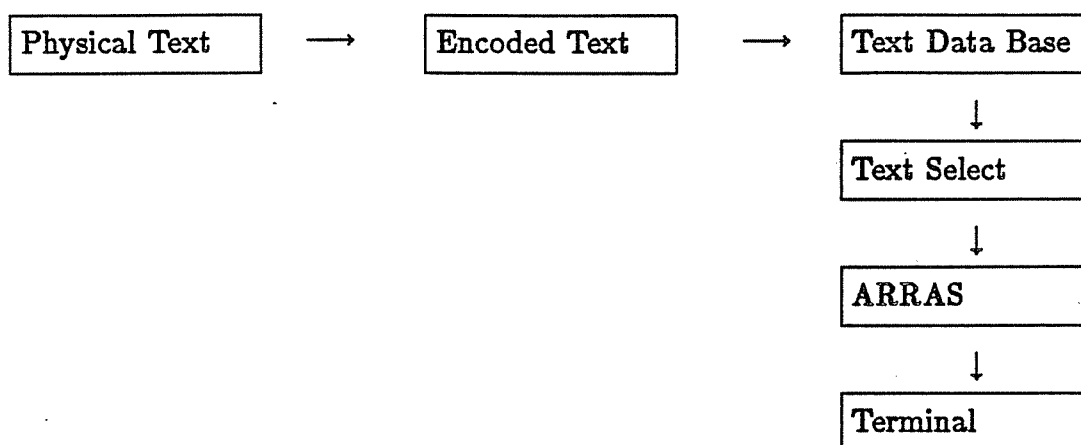 Physical Text → Encoded Text → Text Data Base
↓
Text Select
↓
ARRAS
↓
Terminal